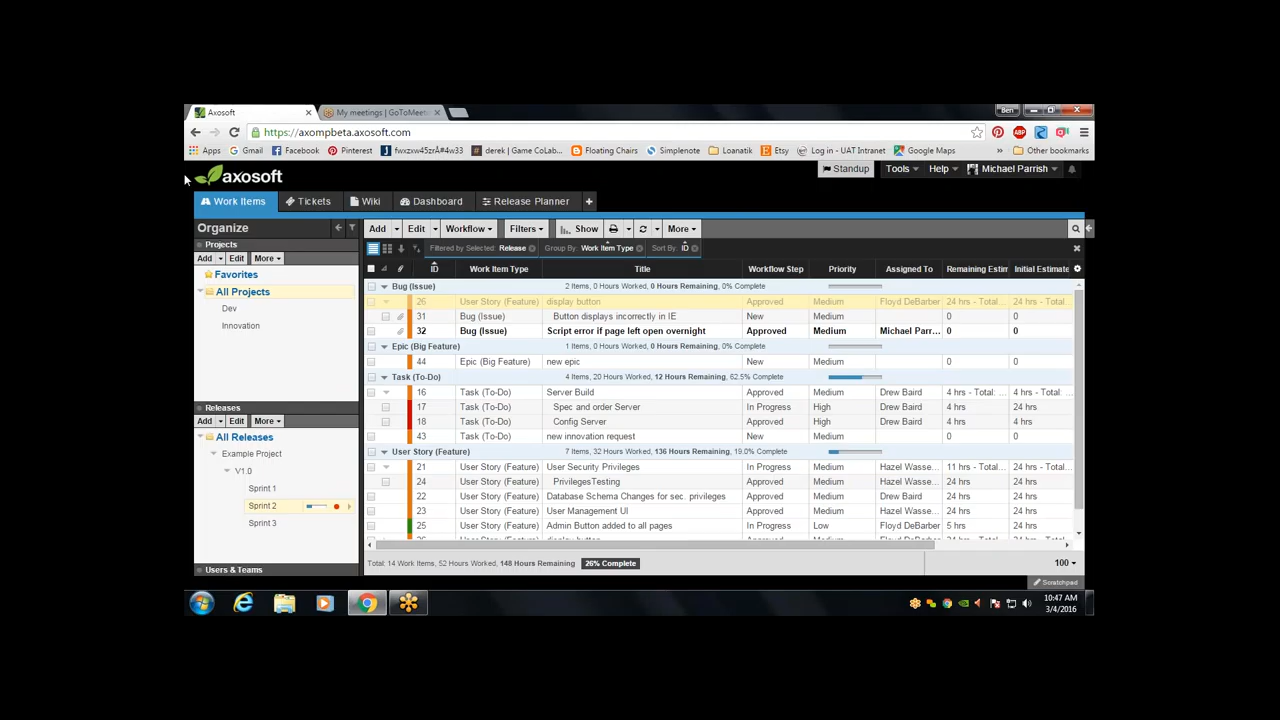 Axosoft
My meetings | GoToMeeti
Ben
https://axompbeta.axosoft.com
Apps Gmail Facebook Pinterest fwxzxw45zrÅ#4w33 derek | Game CoLab... Floating Chairs Simplenote Loanatik Etsy Log in - UAT Intranet Google Maps » Other bookmarks
axosoft Standup Tools Help Michael Parrish
Work Items Tickets Wiki Dashboard Release Planner +
Organize Add Edit Workflow Filters Show More
Projects Filtered by Selected: Release Group By: Work Item Type Sort By: ID
Add Edit More
ID Work Item Type Title Workflow Step Priority Assigned To Remaining Estim Initial Estimate
Favorites
Bug (Issue) 2 Items, 0 Hours Worked, 0 Hours Remaining, 0% Complete
All Projects
26 User Story (Feature) display button Approved Medium Floyd DeBarber 24 hrs - Total... 24 hrs - Total:
Dev
31 Bug (Issue) Button displays incorrectly in IE New Medium 0 0
Innovation
32 Bug (Issue) Script error if page left open overnight Approved Medium Michael Parr... 0 0
Epic (Big Feature) 1 Items, 0 Hours Worked, 0 Hours Remaining, 0% Complete
44 Epic (Big Feature) new epic New Medium 0 0
Task (To-Do) 4 Items, 20 Hours Worked, 12 Hours Remaining, 62.5% Complete
16 Task (To-Do) Server Build Approved Medium Drew Baird 4 hrs - Total: ... 4 hrs - Total:
17 Task (To-Do) Spec and order Server In Progress High Drew Baird 4 hrs 24 hrs
Releases
18 Task (To-Do) Config Server Approved High Drew Baird 4 hrs 4 hrs
Add Edit More
43 Task (To-Do) new innovation request New Medium 0 0
All Releases
User Story (Feature) 7 Items, 32 Hours Worked, 136 Hours Remaining, 19.0% Complete
Example Project
21 User Story (Feature) User Security Privileges In Progress Medium Hazel Wasse... 11 hrs - Total... 24 hrs - Total:
V1.0
24 User Story (Feature) PrivilegesTesting Approved Medium Hazel Wasse... 24 hrs 24 hrs
Sprint 1
22 User Story (Feature) Database Schema Changes for sec. privileges Approved Medium Drew Baird 24 hrs 24 hrs
Sprint 2
23 User Story (Feature) User Management UI Approved Medium Hazel Wasse... 24 hrs 24 hrs
Sprint 3
25 User Story (Feature) Admin Button added to all pages In Progress Low Floyd DeBarber 5 hrs 24 hrs
Total: 14 Work Items, 52 Hours Worked, 148 Hours Remaining 26% Complete 100
Users & Teams
Scratchpad
10:47 AM
3/4/2016